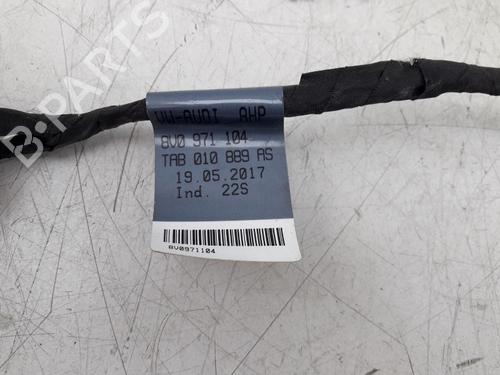 B-PARTS
VW-AUDI AHP
8V0 971 104
TAB 010 889 AS
19.05.2017
Ind. 22S
8V0971104